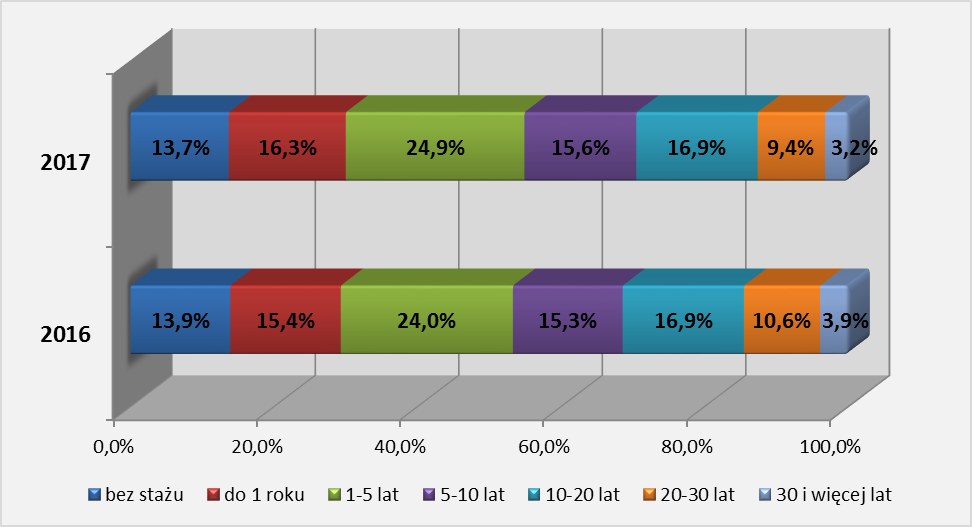 2017
13,7% 16,3% 24,9% 15,6% 16,9% 9,4% 3,2%
2016
13,9% 15,4% 24,0% 15,3% 16,9% 10,6% 3,9%
0,0% 20,0% 40,0% 60,0% 80,0% 100,0%
bez stażu do 1 roku 1-5 lat 5-10 lat 10-20 lat 20-30 lat 30 i więcej lat